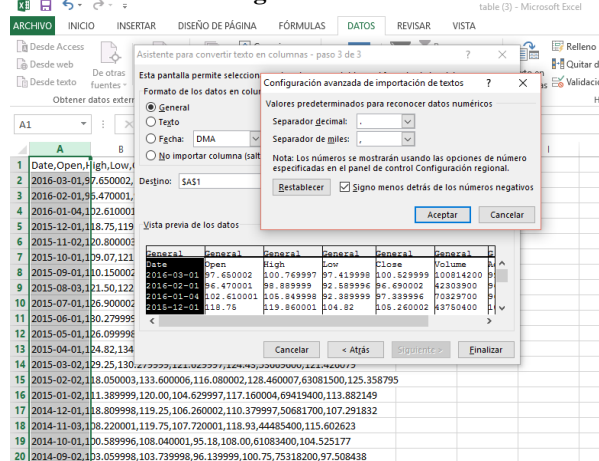 table (3) - Microsoft Excel
ARCHIVO INICIO INSERTAR DISEÑO DE PÁGINA FÓRMULAS DATOS REVISAR VISTA
Desde Access
Desde web
Desde texto
De otras
fuentes
Obtener datos extern
Relleno
Quitar d
Validació
A1
Asistente para convertir texto en columnas - paso 3 de 3 ? ×
Esta pantalla permite seleccion
Formato de los datos en colu
General
Texto
Fecha: DMA
No importar columna (salt
Destino: $A$1
Vista previa de los datos
General General General General General General G
Date Open High Low Close Volume A
2016-03-01 97.650002 100.769997 97.419998 100.529999 100814200 9
2016-02-01 96.470001 98.889999 92.589996 96.690002 42303900 9
2016-01-04 102.610001 105.849998 92.389999 97.339996 70329700 9
2015-12-01 118.75 119.860001 104.82 105.260002 43750400 1
Cancelar < Atrás Siguiente > Finalizar
Configuración avanzada de importación de textos ? ×
Valores predeterminados para reconocer datos numéricos
Separador decimal: .
Separador de miles: ,
Nota: Los números se mostrarán usando las opciones de número
especificadas en el panel de control Configuración regional.
Restablecer Signo menos detrás de los números negativos
Aceptar Cancelar
A B I
1 Date,Open,High,Low,
2 2016-03-01,97.650002,
3 2016-02-01,96.470001,
4 2016-01-04,102.610001
5 2015-12-01,118.75,119
6 2015-11-02,120.800003
7 2015-10-01,109.07,121
8 2015-09-01,110.150002
9 2015-08-03,121.50,122
10 2015-07-01,126.900002
11 2015-06-01,130.279999
12 2015-05-01,126.099998
13 2015-04-01,124.82,134
14 2015-03-02,129.25,130.279999,121.629997,124.43,53609600,121.426079
15 2015-02-02,118.050003,133.600006,116.080002,128.460007,63081500,125.358795
16 2015-01-02,111.389999,120.00,104.629997,117.160004,69419400,113.882149
17 2014-12-01,118.809998,119.25,106.260002,110.379997,50681700,107.291832
18 2014-11-03,108.220001,119.75,107.720001,118.93,44485400,115.602623
19 2014-10-01,100.589996,108.040001,95.18,108.00,61083400,104.525177
20 2014-09-02,103.059998,103.739998,96.139999,100.75,75318200,97.508438